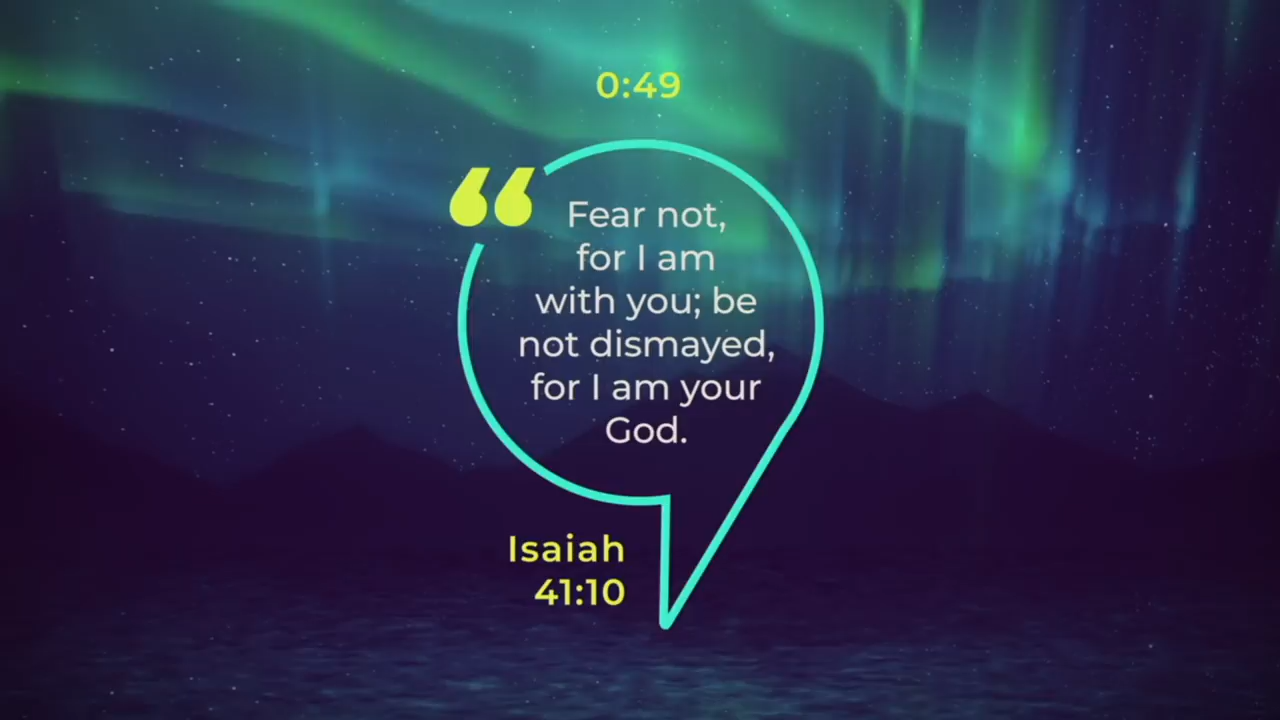 0:49
“
Fear not,
for I am
with you; be
not dismayed,
for I am your
God.
Isaiah
41:10